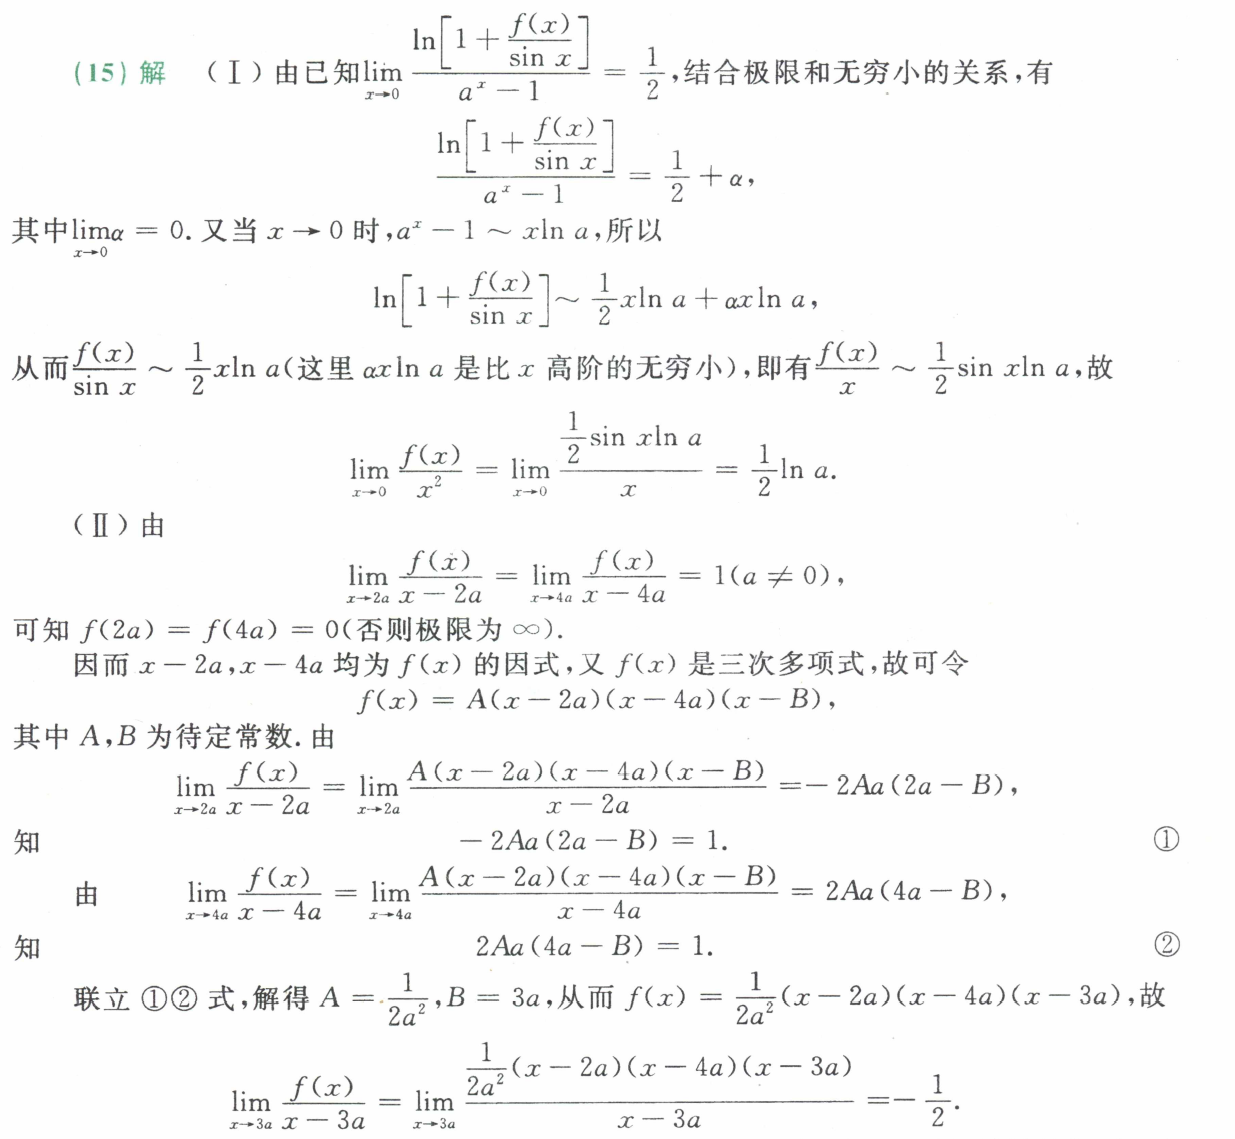 (15) 解 (Ⅰ)由已知$\lim_{x\to 0}\frac{\ln\left[1+\frac{f(x)}{\sin x}\right]}{a^x-1}=\frac{1}{2}$,结合极限和无穷小的关系,有
$\frac{\ln\left[1+\frac{f(x)}{\sin x}\right]}{a^x-1}=\frac{1}{2}+\alpha$,
其中$\lim_{x\to 0}\alpha=0$. 又当 $x\to 0$ 时,$a^x-1\sim x\ln a$,所以
$\ln\left[1+\frac{f(x)}{\sin x}\right]\sim\frac{1}{2}x\ln a+\alpha x\ln a$,
从而$\frac{f(x)}{\sin x}\sim\frac{1}{2}x\ln a$(这里 $\alpha x\ln a$ 是比 $x$ 高阶的无穷小),即有$\frac{f(x)}{x}\sim\frac{1}{2}\sin x\ln a$,故
$\lim_{x\to 0}\frac{f(x)}{x^2}=\lim_{x\to 0}\frac{\frac{1}{2}\sin x\ln a}{x}=\frac{1}{2}\ln a$.
(Ⅱ)由
$\lim_{x\to 2a}\frac{f(x)}{x-2a}=\lim_{x\to 4a}\frac{f(x)}{x-4a}=1(a\neq 0)$,
可知 $f(2a)=f(4a)=0$(否则极限为 $\infty$).
因而 $x-2a,x-4a$ 均为 $f(x)$ 的因式,又 $f(x)$ 是三次多项式,故可令
$f(x)=A(x-2a)(x-4a)(x-B)$,
其中 $A,B$ 为待定常数. 由
$\lim_{x\to 2a}\frac{f(x)}{x-2a}=\lim_{x\to 2a}\frac{A(x-2a)(x-4a)(x-B)}{x-2a}=-2Aa(2a-B)$,
知 $-2Aa(2a-B)=1$. ①
由 $\lim_{x\to 4a}\frac{f(x)}{x-4a}=\lim_{x\to 4a}\frac{A(x-2a)(x-4a)(x-B)}{x-4a}=2Aa(4a-B)$,
知 $2Aa(4a-B)=1$. ②
联立 ①② 式,解得 $A=\frac{1}{2a^2},B=3a$,从而 $f(x)=\frac{1}{2a^2}(x-2a)(x-4a)(x-3a)$,故
$\lim_{x\to 3a}\frac{f(x)}{x-3a}=\lim_{x\to 3a}\frac{\frac{1}{2a^2}(x-2a)(x-4a)(x-3a)}{x-3a}=-\frac{1}{2}$.